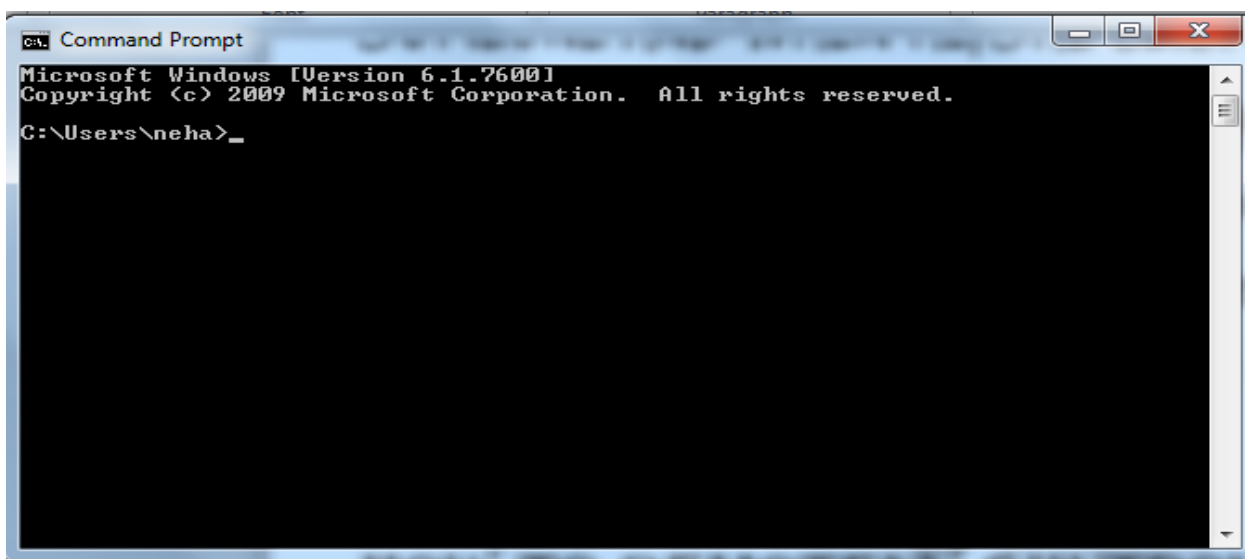 Command Prompt
Microsoft Windows [Version 6.1.7600]
Copyright (c) 2009 Microsoft Corporation.  All rights reserved.
C:\Users\neha>_